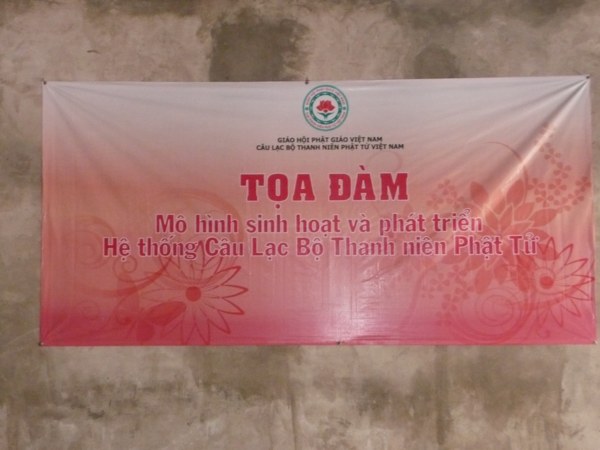 GIÁO HỘI PHẬT GIÁO VIỆT NAM
CÂU LẠC BỘ THANH NIÊN PHẬT TỬ VIỆT NAM
TỌA ĐÀM
Mô hình sinh hoạt và phát triển
Hệ thống Câu Lạc Bộ Thanh niên Phật Tử